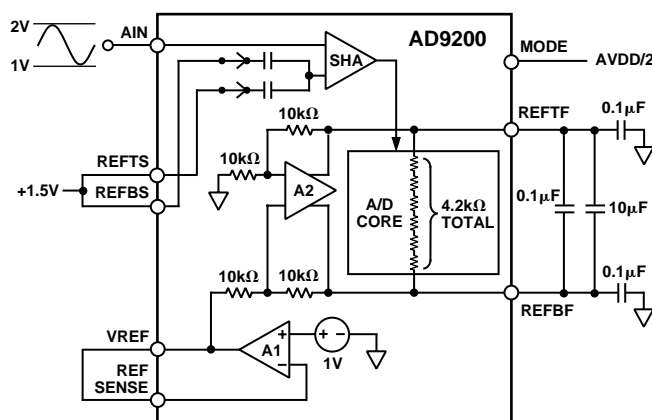 2V
1V
AIN
AD9200
SHA
MODE
AVDD/2
10kΩ
REFTF
0.1µF
10kΩ
REFTS
REFBS
+1.5V
A2
A/D
CORE
4.2kΩ
TOTAL
0.1µF
10µF
10kΩ
10kΩ
0.1µF
REFBF
VREF
A1
+
–
+ –
1V
REF
SENSE